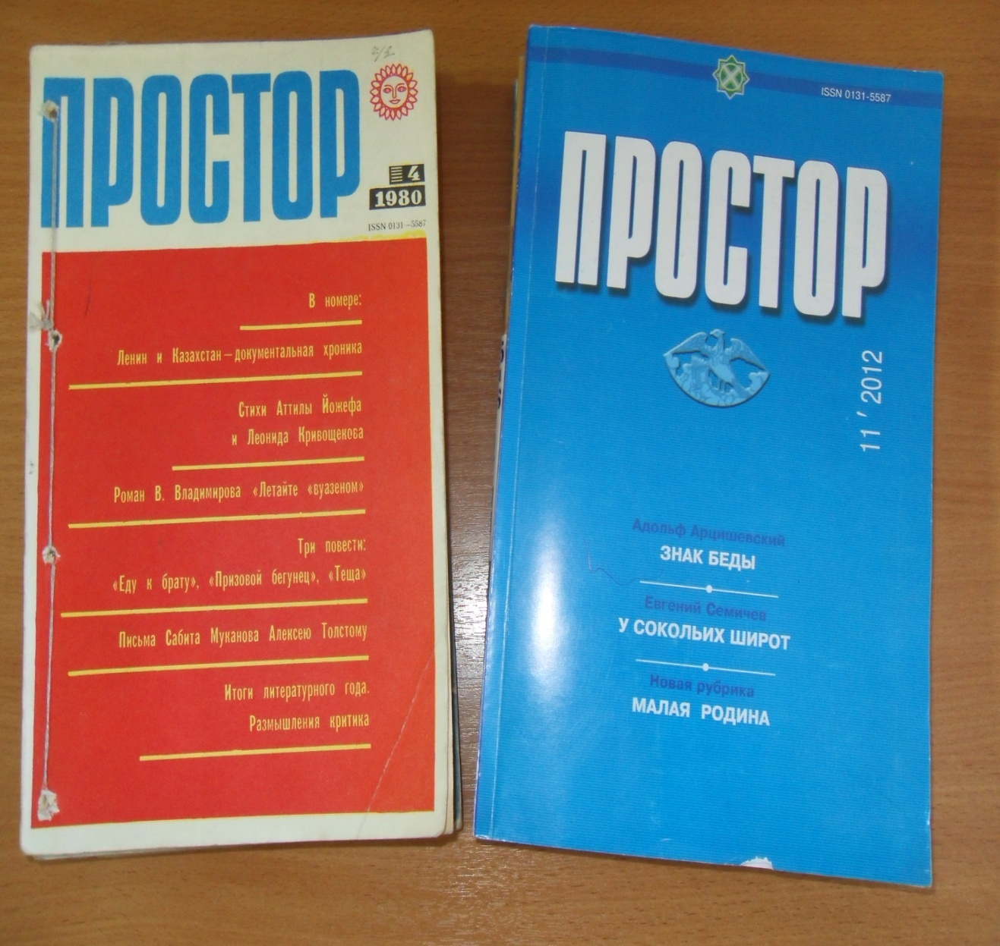 ПРОСТОР
4
1980
ISSN 0131-5587
В номере:
Ленин и Казахстан – документальная хроника
Стихи Аттилы Йожефа
и Леонида Кривощекова
Роман В. Владимирова «Летайте «вуазеном»
Три повести:
«Еду к брату», «Призовой бегунец», «Теща»
Письма Сабита Муканова Алексею Толстому
Итоги литературного года.
Размышления критика
ISSN 0131-5587
ПРОСТОР
11 ′ 2012
Адольф Арцишевский
ЗНАК БЕДЫ
Евгений Семичев
У СОКОЛЬИХ ШИРОТ
Новая рубрика
МАЛАЯ РОДИНА